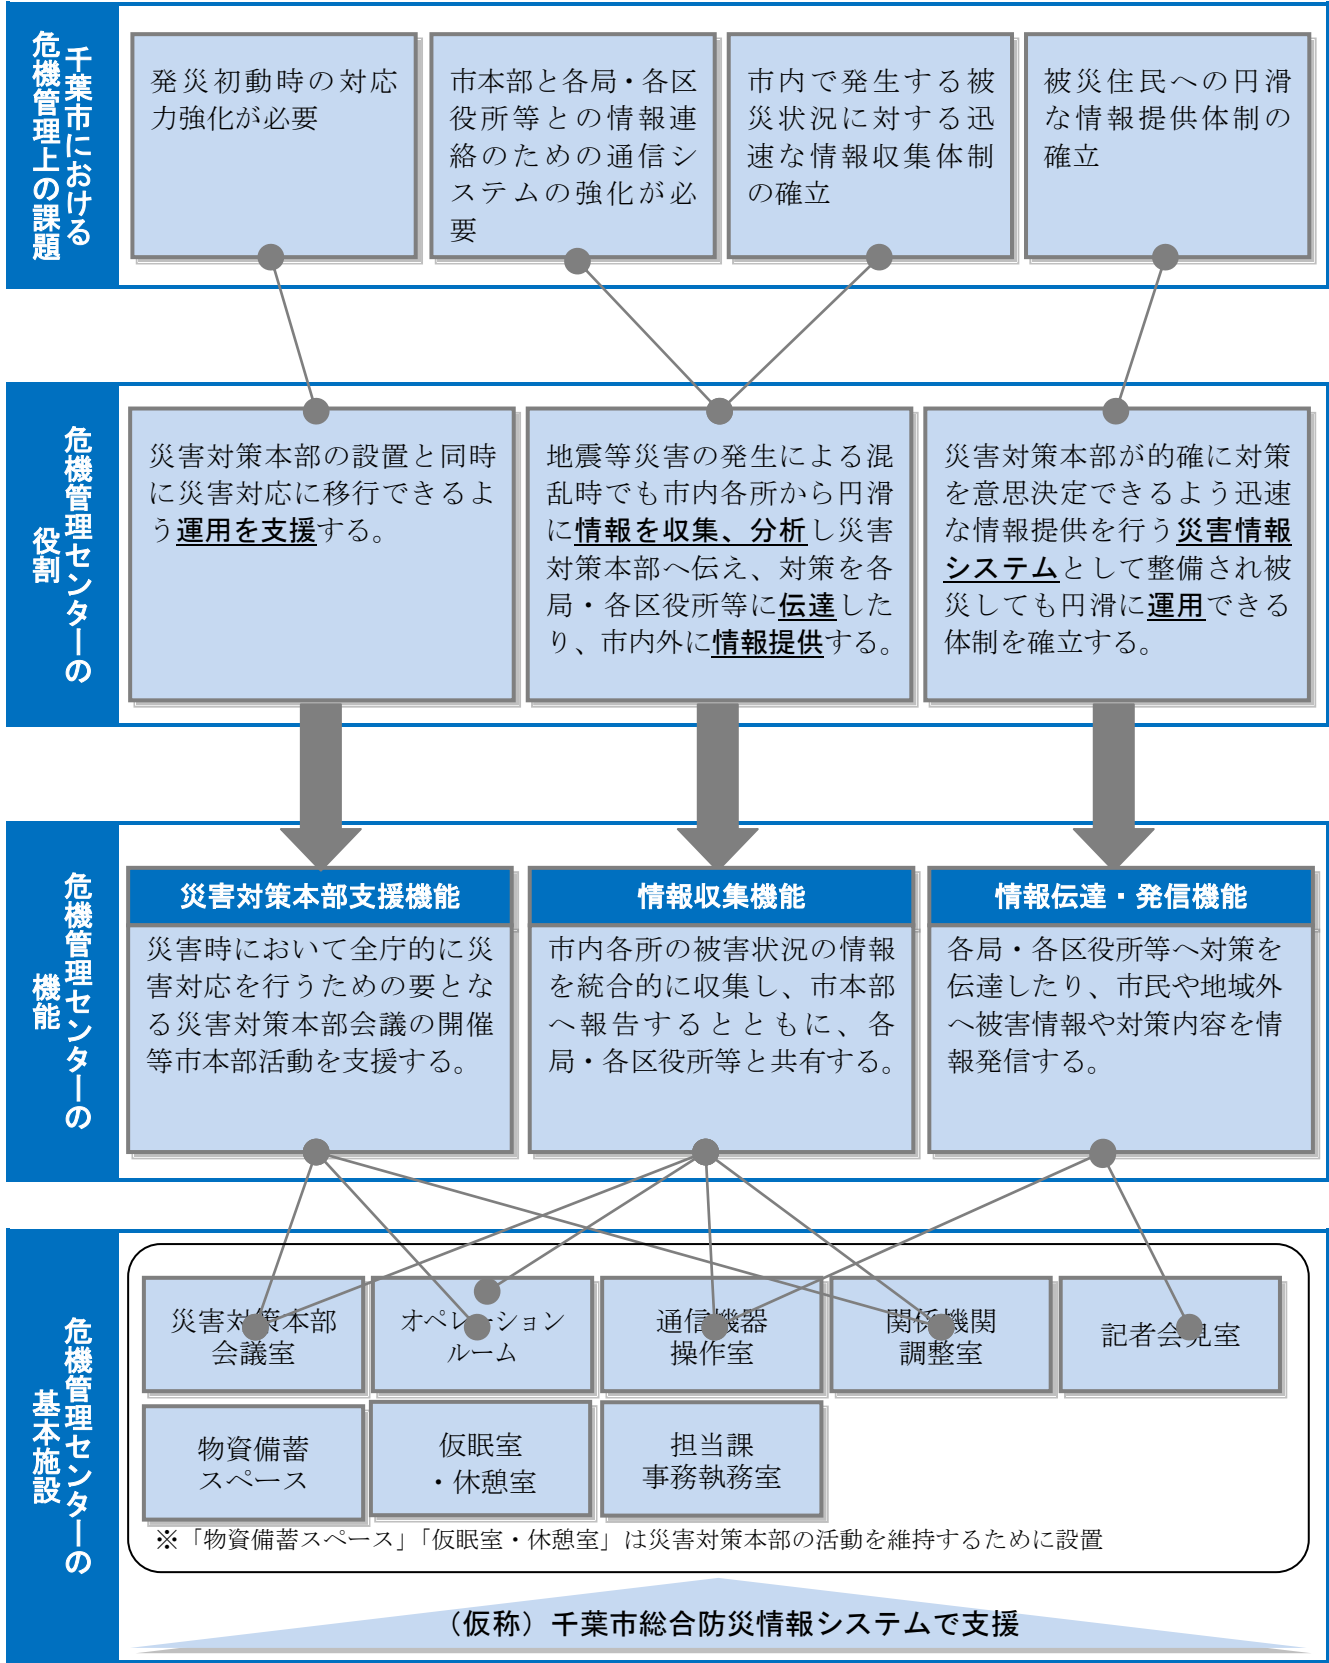 千葉市における
危機管理上の課題
発災初動時の対応
力強化が必要
市本部と各局・各区
役所等との情報連
絡のための通信シ
ステムの強化が必
要
市内で発生する被
災状況に対する迅
速な情報収集体制
の確立
被災住民への円滑
な情報提供体制の
確立
危機管理センターの
役割
災害対策本部の設置と同時
に災害対応に移行できるよ
う運用を支援する。
地震等災害の発生による混
乱時でも市内各所から円滑
に情報を収集、分析し災害
対策本部へ伝え、対策を各
局・各区役所等に伝達した
り、市内外に情報提供する。
災害対策本部が的確に対策
を意思決定できるよう迅速
な情報提供を行う災害情報
システムとして整備され被
災しても円滑に運用できる
体制を確立する。
危機管理センターの
機能
災害対策本部支援機能
災害時において全庁的に災
害対応を行うための要とな
る災害対策本部会議の開催
等市本部活動を支援する。
情報収集機能
市内各所の被害状況の情報
を統合的に収集し、市本部
へ報告するとともに、各
局・各区役所等と共有する。
情報伝達・発信機能
各局・各区役所等へ対策を
伝達したり、市民や地域外
へ被害情報や対策内容を情
報発信する。
危機管理センターの
基本施設
災害対策本部
会議室
オペレーション
ルーム
通信機器
操作室
関係機関
調整室
記者会見室
物資備蓄
スペース
仮眠室
・休憩室
担当課
事務執務室
※「物資備蓄スペース」「仮眠室・休憩室」は災害対策本部の活動を維持するために設置
（仮称）千葉市総合防災情報システムで支援